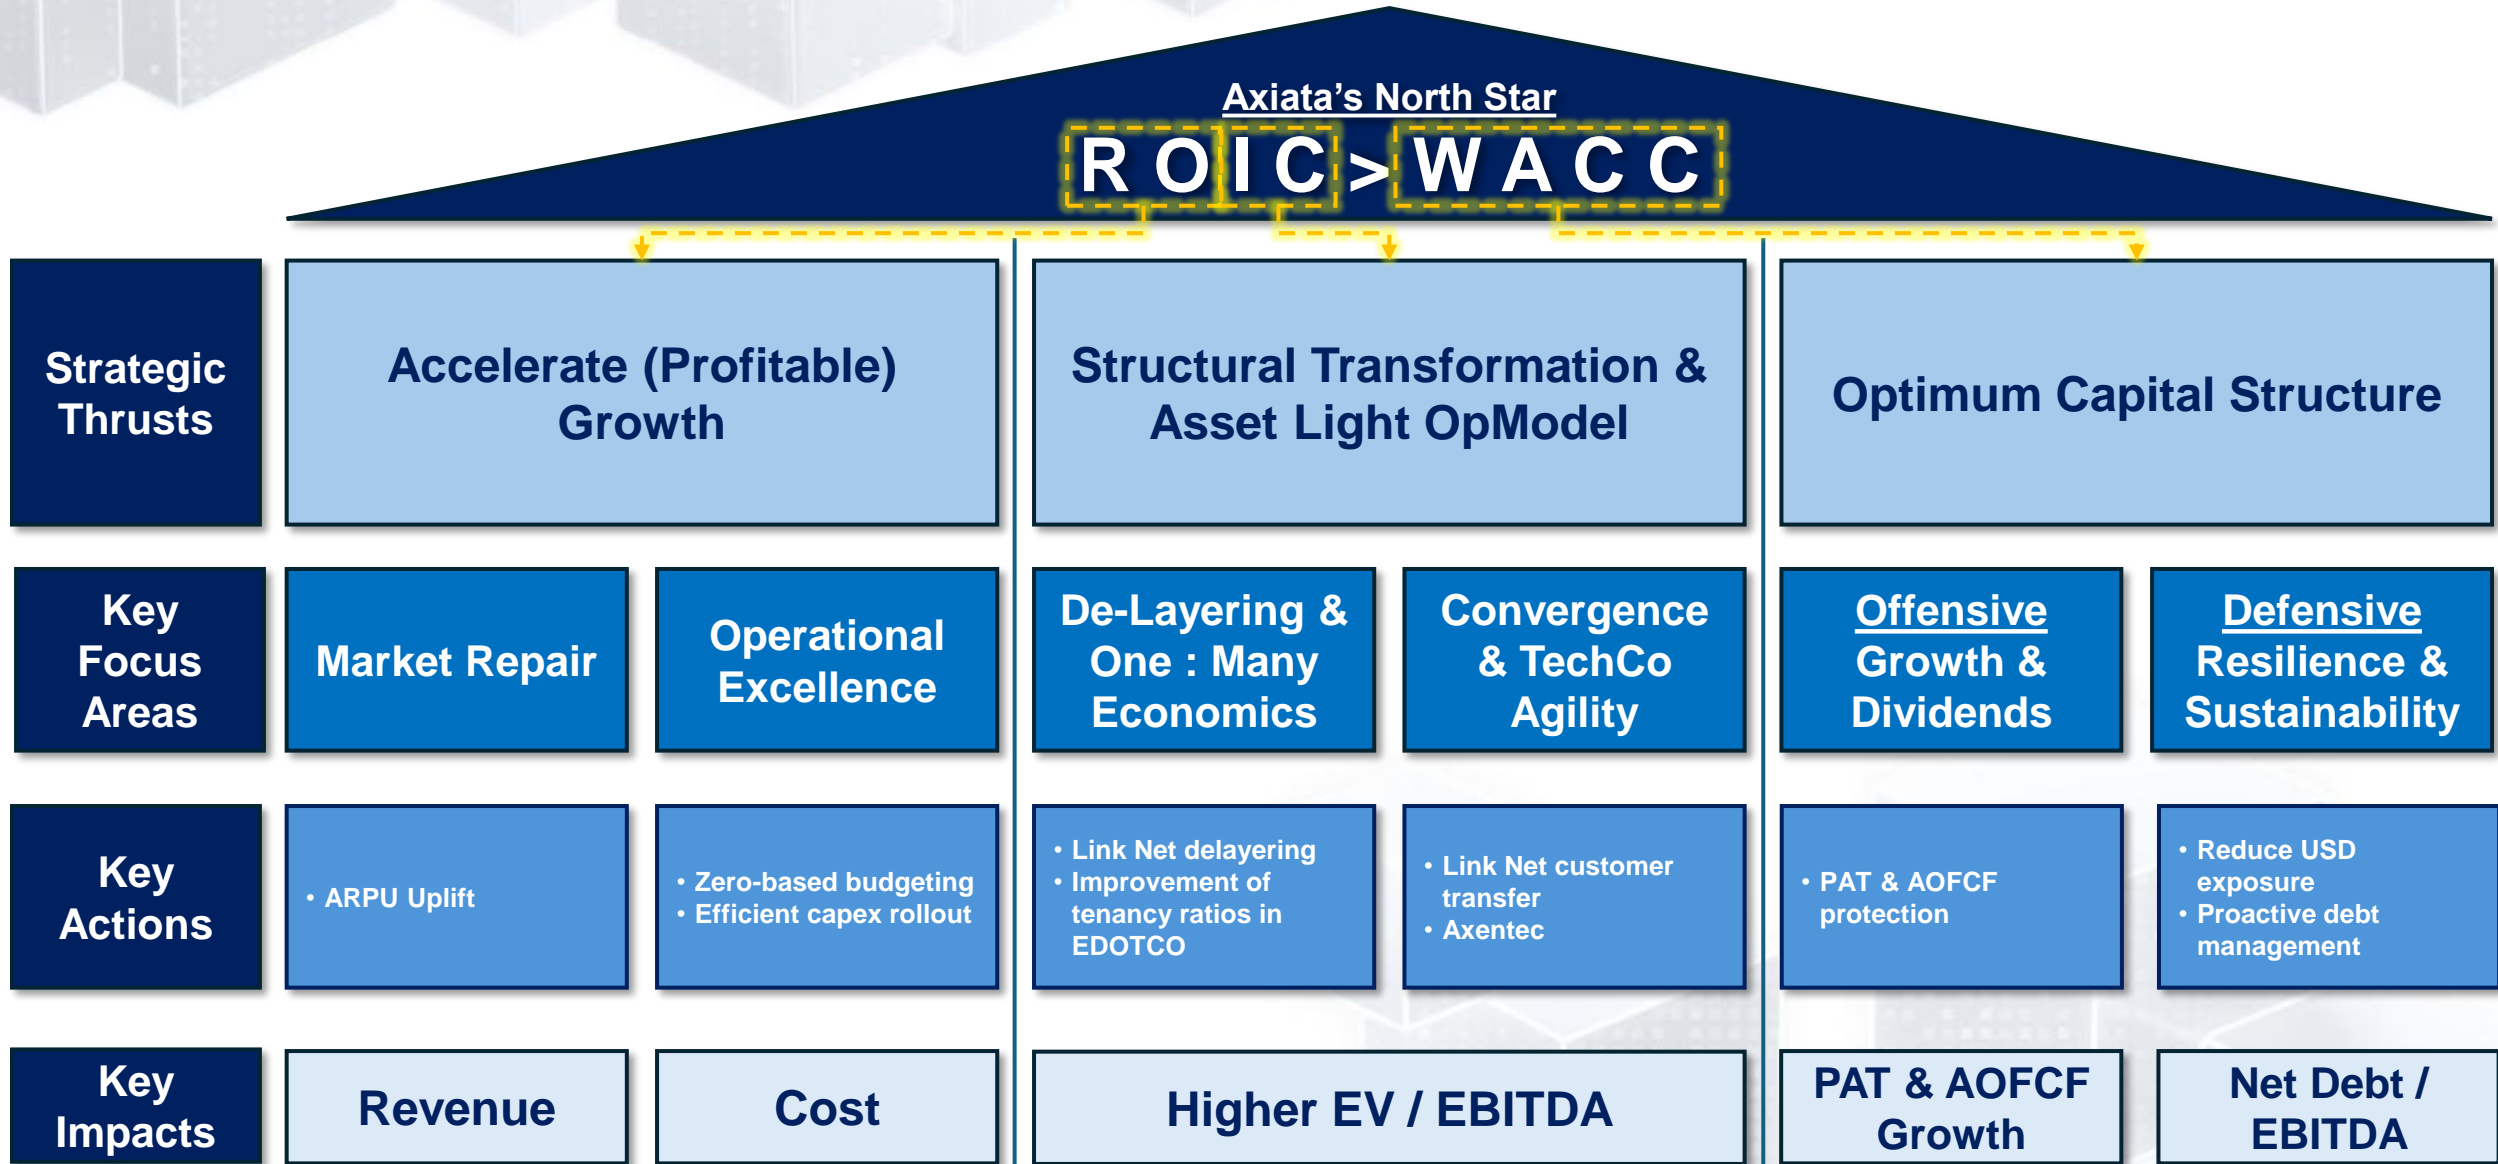 Axiata’s North Star
R O I C > W A C C
Strategic
Thrusts
Accelerate (Profitable)
Growth
Structural Transformation &
Asset Light OpModel
Optimum Capital Structure
Key
Focus
Areas
Market Repair
Operational
Excellence
De-Layering &
One : Many
Economics
Convergence
& TechCo
Agility
Offensive
Growth &
Dividends
Defensive
Resilience &
Sustainability
Key
Actions
• ARPU Uplift
• Zero-based budgeting
• Efficient capex rollout
• Link Net delayering
• Improvement of
tenancy ratios in
EDOTCO
• Link Net customer
transfer
• Axentec
• PAT & AOFCF
protection
• Reduce USD
exposure
• Proactive debt
management
Key
Impacts
Revenue
Cost
Higher EV / EBITDA
PAT & AOFCF
Growth
Net Debt /
EBITDA